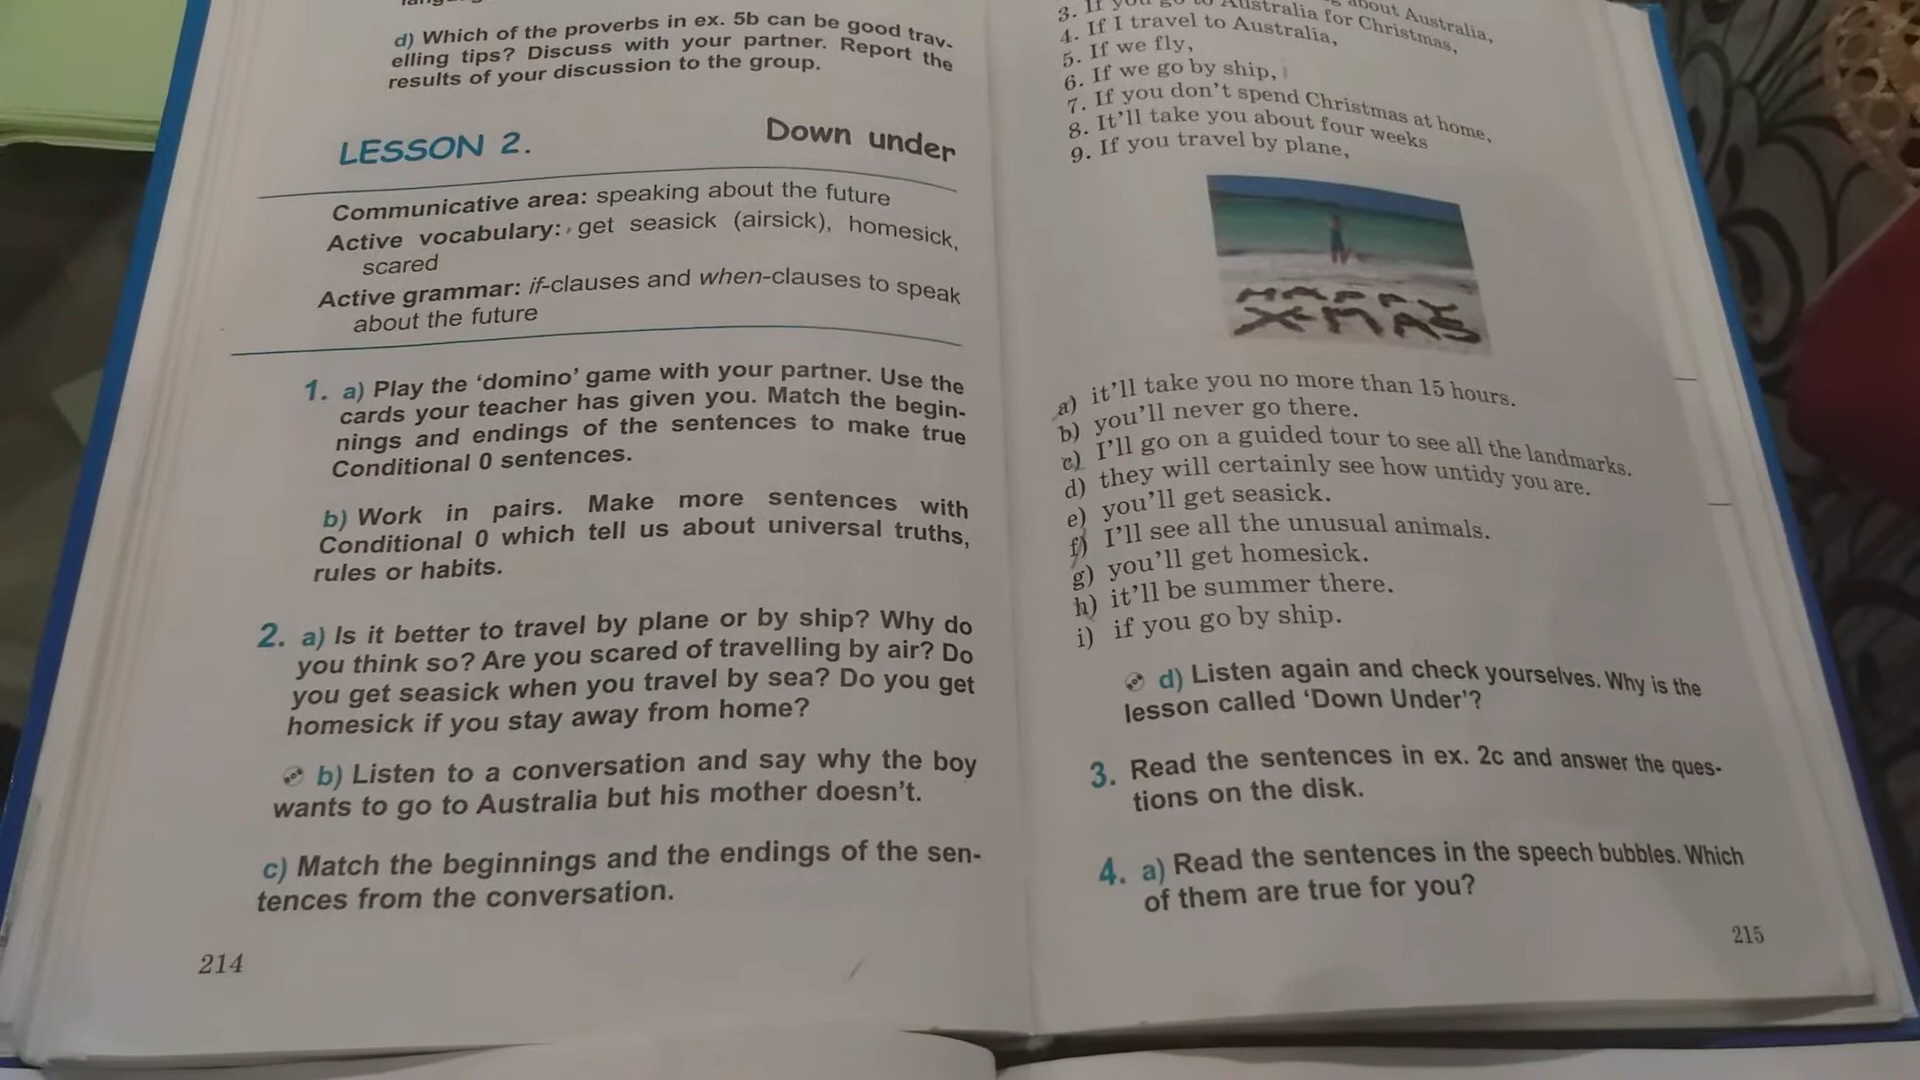 d) Which of the proverbs in ex. 5b can be good trav-
elling tips? Discuss with your partner. Report the
results of your discussion to the group.
LESSON 2.
Down under
Communicative area: speaking about the future
Active vocabulary: get seasick (airsick), homesick,
scared
Active grammar: if-clauses and when-clauses to speak
about the future
1. a) Play the ‘domino’ game with your partner. Use the
cards your teacher has given you. Match the begin-
nings and endings of the sentences to make true
Conditional 0 sentences.
b) Work in pairs. Make more sentences with
Conditional 0 which tell us about universal truths,
rules or habits.
2. a) Is it better to travel by plane or by ship? Why do
you think so? Are you scared of travelling by air? Do
you get seasick when you travel by sea? Do you get
homesick if you stay away from home?
b) Listen to a conversation and say why the boy
wants to go to Australia but his mother doesn’t.
c) Match the beginnings and the endings of the sen-
tences from the conversation.
214
about Australia,
3. If you go to Australia for Christmas,
4. If I travel to Australia,
5. If we fly,
6. If we go by ship,
7. If you don’t spend Christmas at home,
8. It’ll take you about four weeks
9. If you travel by plane,
HAPPY
X-MAS
a) it’ll take you no more than 15 hours.
b) you’ll never go there.
c) I’ll go on a guided tour to see all the landmarks.
d) they will certainly see how untidy you are.
e) you’ll get seasick.
f) I’ll see all the unusual animals.
g) you’ll get homesick.
h) it’ll be summer there.
i) if you go by ship.
d) Listen again and check yourselves. Why is the
lesson called ‘Down Under’?
3. Read the sentences in ex. 2c and answer the ques-
tions on the disk.
4. a) Read the sentences in the speech bubbles. Which
of them are true for you?
215